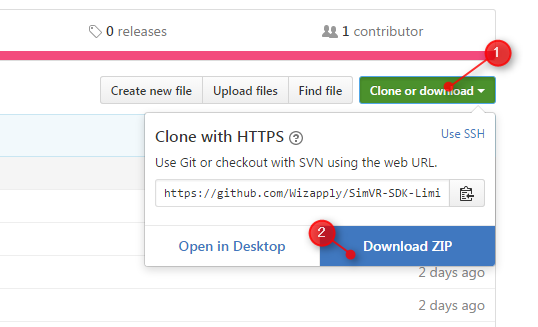 0 releases
1 contributor
1
Create new file
Upload files
Find file
Clone or download
Clone with HTTPS ?
Use SSH
Use Git or checkout with SVN using the web URL.
https://github.com/Wizapply/SimVR-SDK-Limi
2
Open in Desktop
Download ZIP
2 days ago
2 days ago